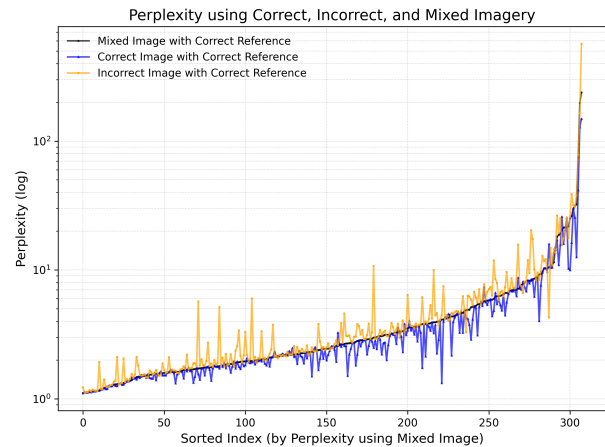 Perplexity using Correct, Incorrect, and Mixed Imagery
Mixed Image with Correct Reference
Correct Image with Correct Reference
Incorrect Image with Correct Reference
Perplexity (log)
10²
10¹
10⁰
0 50 100 150 200 250 300
Sorted Index (by Perplexity using Mixed Image)